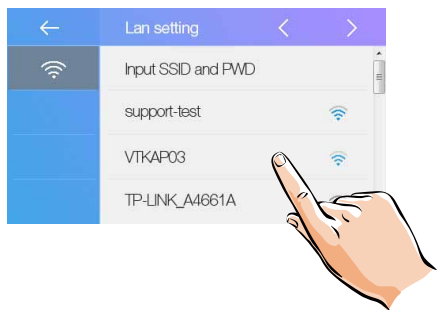 Lan setting
Input SSID and PWD
support-test
VTKAP03
TP-LINK_A4661A